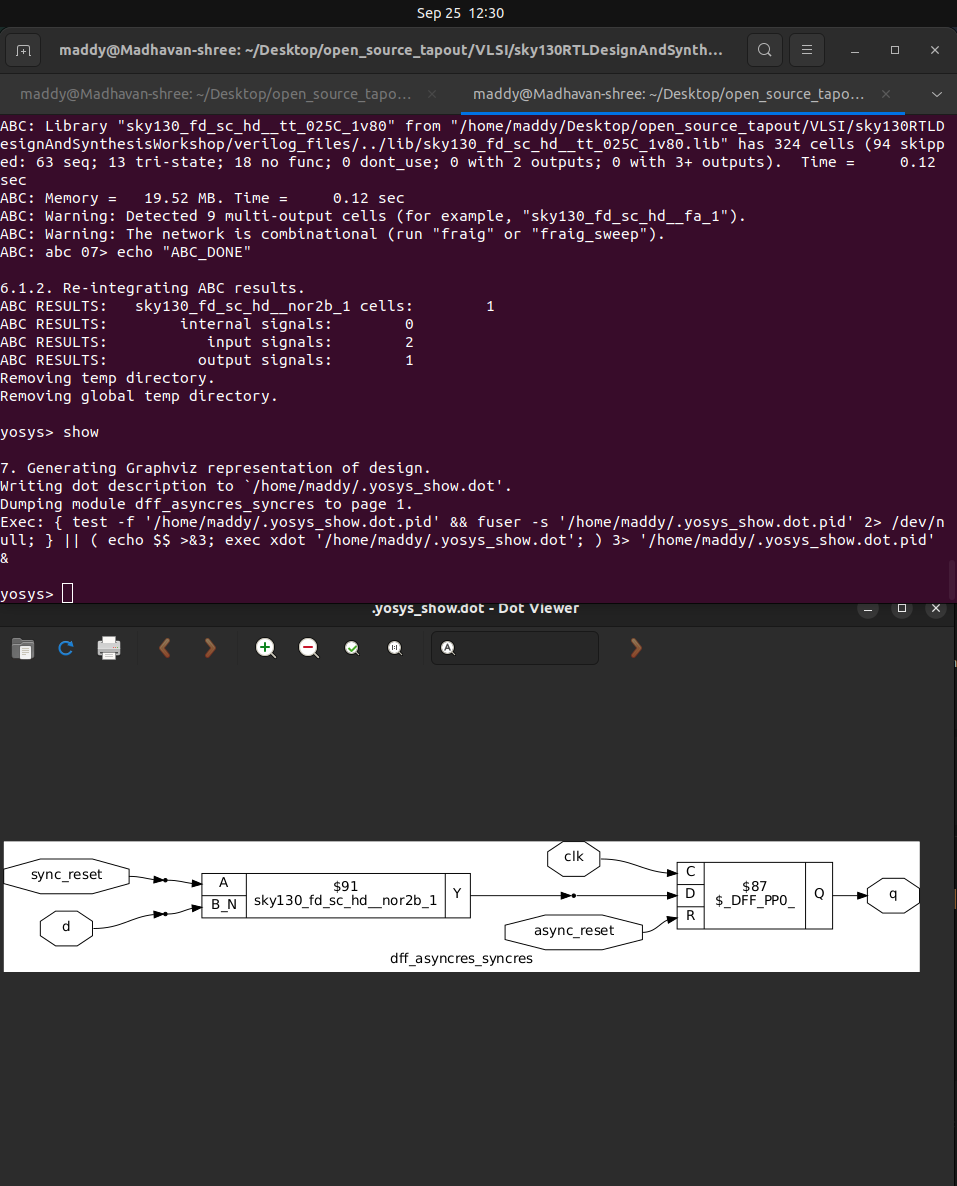 Sep 25 12:30
maddy@Madhavan-shree: ~/Desktop/open_source_tapout/VLSI/sky130RTLDesignAndSynth...
maddy@Madhavan-shree: ~/Desktop/open_source_tapo...
maddy@Madhavan-shree: ~/Desktop/open_source_tapo...
ABC: Library "sky130_fd_sc_hd__tt_025C_1v80" from "/home/maddy/Desktop/open_source_tapout/VLSI/sky130RTLD
esignAndSynthesisWorkshop/verilog_files/../lib/sky130_fd_sc_hd__tt_025C_1v80.lib" has 324 cells (94 skipp
ed: 63 seq; 13 tri-state; 18 no func; 0 dont_use; 0 with 2 outputs; 0 with 3+ outputs).  Time =     0.12
sec
ABC: Memory =   19.52 MB. Time =     0.12 sec
ABC: Warning: Detected 9 multi-output cells (for example, "sky130_fd_sc_hd__fa_1").
ABC: Warning: The network is combinational (run "fraig" or "fraig_sweep").
ABC: abc 07> echo "ABC_DONE"
6.1.2. Re-integrating ABC results.
ABC RESULTS:   sky130_fd_sc_hd__nor2b_1 cells:        1
ABC RESULTS:        internal signals:        0
ABC RESULTS:           input signals:        2
ABC RESULTS:          output signals:        1
Removing temp directory.
Removing global temp directory.
yosys> show
7. Generating Graphviz representation of design.
Writing dot description to `/home/maddy/.yosys_show.dot'.
Dumping module dff_asyncres_syncres to page 1.
Exec: { test -f '/home/maddy/.yosys_show.dot.pid' && fuser -s '/home/maddy/.yosys_show.dot.pid' 2> /dev/n
ull; } || ( echo $$ >&3; exec xdot '/home/maddy/.yosys_show.dot'; ) 3> '/home/maddy/.yosys_show.dot.pid'
&
yosys>
.yosys_show.dot - Dot Viewer
sync_reset
d
A
B_N
$91
sky130_fd_sc_hd__nor2b_1
Y
clk
async_reset
C
D
R
$87
$_DFF_PP0_
Q
q
dff_asyncres_syncres